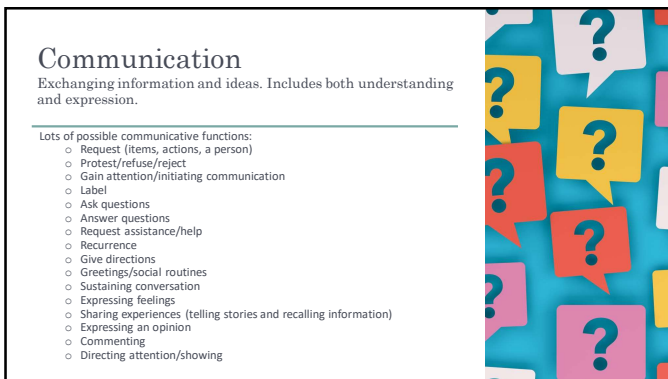 Communication
Exchanging information and ideas. Includes both understanding
and expression.
Lots of possible communicative functions:
o Request (items, actions, a person)
o Protest/refuse/reject
o Gain attention/initiating communication
o Label
o Ask questions
o Answer questions
o Request assistance/help
o Recurrence
o Give directions
o Greetings/social routines
o Sustaining conversation
o Expressing feelings
o Sharing experiences (telling stories and recalling information)
o Expressing an opinion
o Commenting
o Directing attention/showing
?
?
?
?
?
?
?